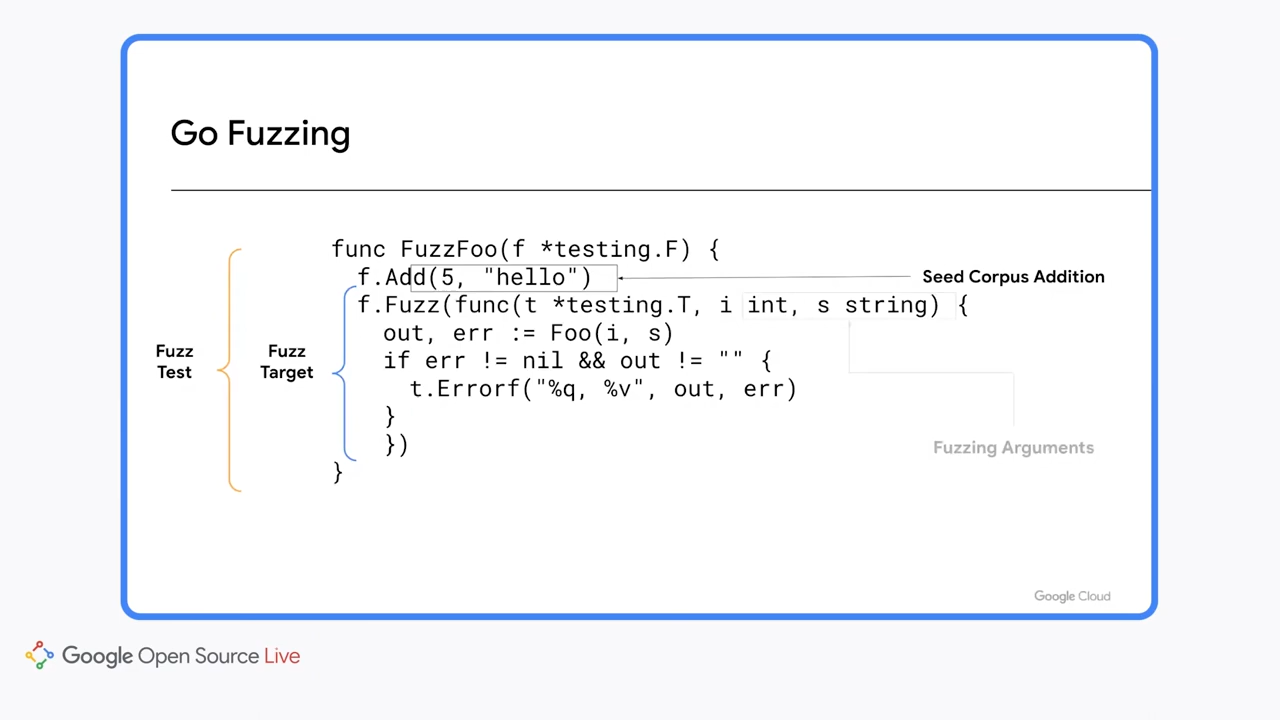 Go Fuzzing
func FuzzFoo(f *testing.F) {
f.Add(5, "hello")
Seed Corpus Addition
f.Fuzz(func(t *testing.T, i int, s string) {
out, err := Foo(i, s)
Fuzz
Test
Fuzz
Target
if err != nil && out != "" {
t.Errorf("%q, %v", out, err)
}
})
}
Fuzzing Arguments
Google Cloud
Google Open Source Live